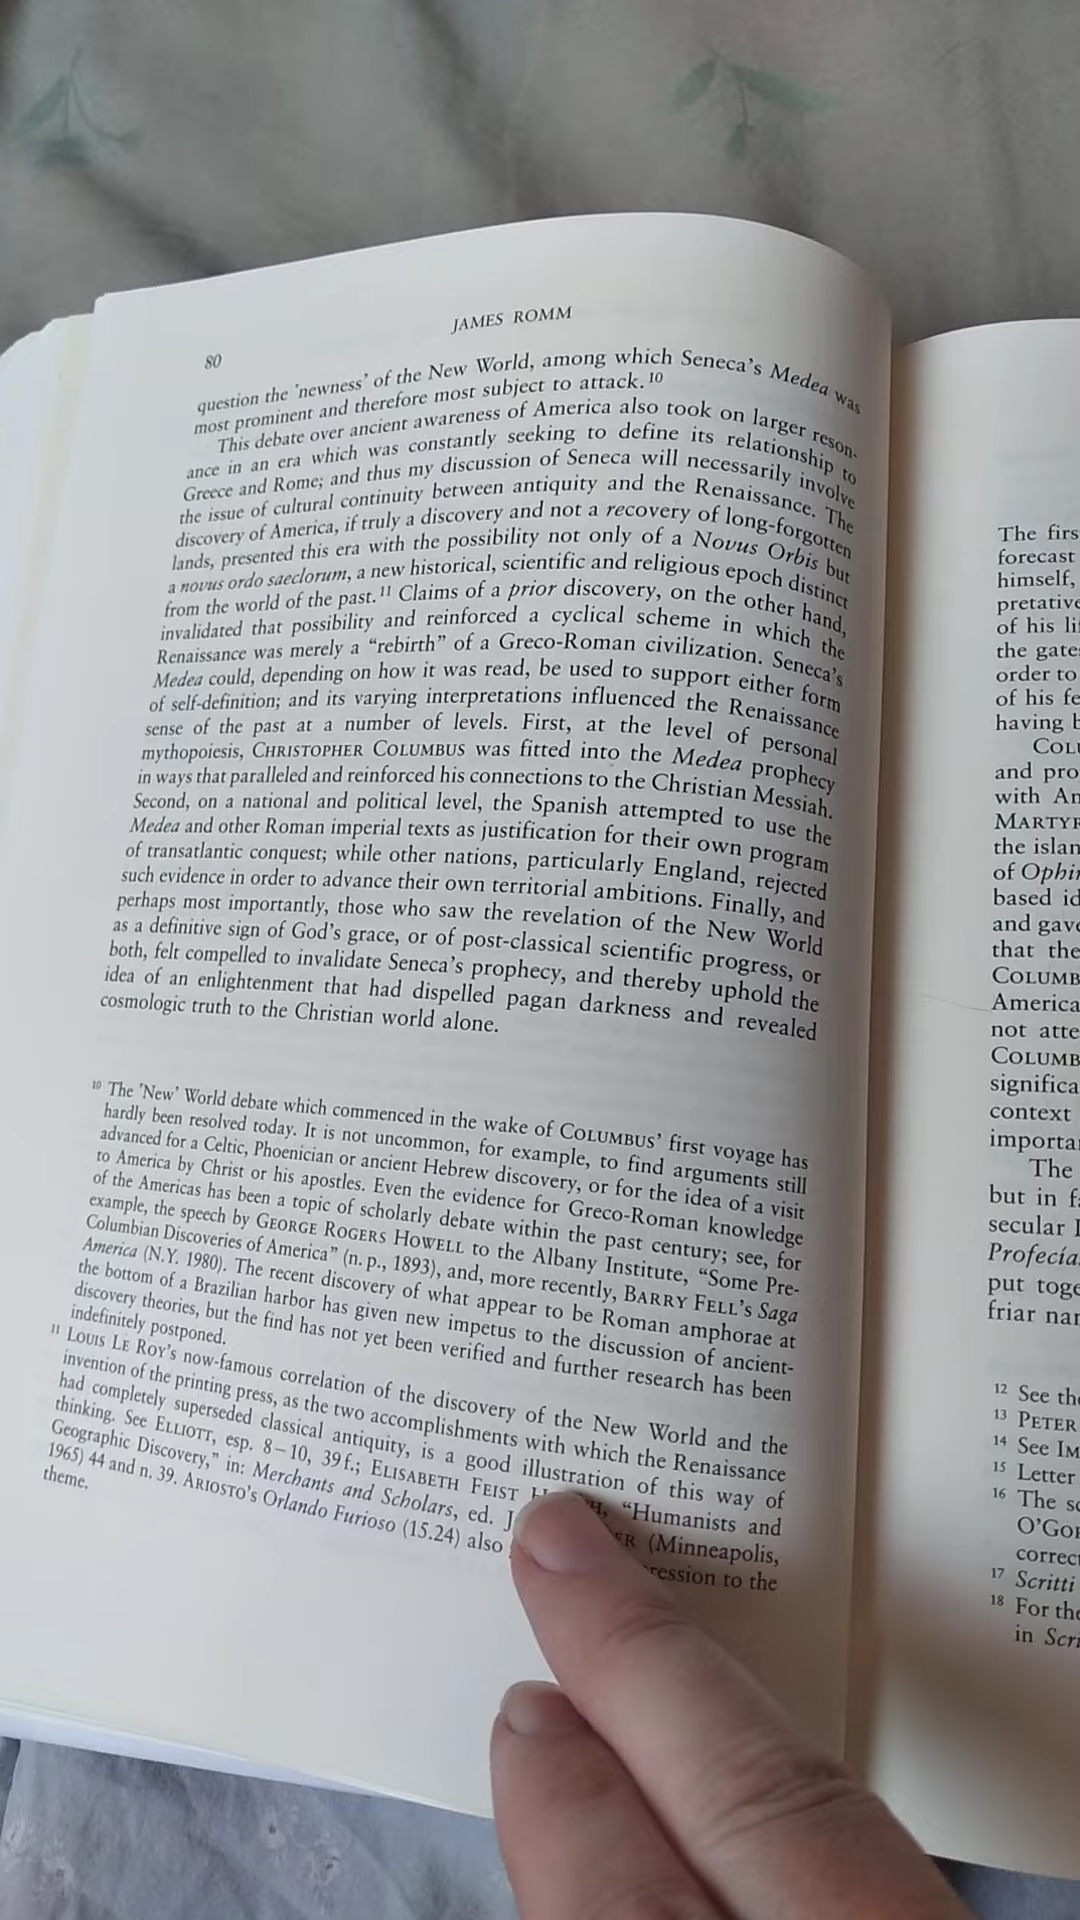 JAMES ROMM
80
question the 'newness' of the New World, among which Seneca's Medea was
most prominent and therefore most subject to attack.10
This debate over ancient awareness of America also took on larger reson-
ance in an era which was constantly seeking to define its relationship to
Greece and Rome; and thus my discussion of Seneca will necessarily involve
the issue of cultural continuity between antiquity and the Renaissance. The
discovery of America, if truly a discovery and not a recovery of long-forgotten
lands, presented this era with the possibility not only of a Novus Orbis but
a novus ordo saeclorum, a new historical, scientific and religious epoch distinct
from the world of the past.11 Claims of a prior discovery, on the other hand,
invalidated that possibility and reinforced a cyclical scheme in which the
Renaissance was merely a “rebirth” of a Greco-Roman civilization. Seneca's
Medea could, depending on how it was read, be used to support either form
of self-definition; and its varying interpretations influenced the Renaissance
sense of the past at a number of levels. First, at the level of personal
mythopoiesis, CHRISTOPHER COLUMBUS was fitted into the Medea prophecy
in ways that paralleled and reinforced his connections to the Christian Messiah.
Second, on a national and political level, the Spanish attempted to use the
Medea and other Roman imperial texts as justification for their own program
of transatlantic conquest; while other nations, particularly England, rejected
such evidence in order to advance their own territorial ambitions. Finally, and
perhaps most importantly, those who saw the revelation of the New World
as a definitive sign of God's grace, or of post-classical scientific progress, or
both, felt compelled to invalidate Seneca's prophecy, and thereby uphold the
idea of an enlightenment that had dispelled pagan darkness and revealed
cosmologic truth to the Christian world alone.
10 The 'New' World debate which commenced in the wake of COLUMBUS' first voyage has
hardly been resolved today. It is not uncommon, for example, to find arguments still
advanced for a Celtic, Phoenician or ancient Hebrew discovery, or for the idea of a visit
to America by Christ or his apostles. Even the evidence for Greco-Roman knowledge
of the Americas has been a topic of scholarly debate within the past century; see, for
example, the speech by GEORGE ROGERS HOWELL to the Albany Institute, “Some Pre-
Columbian Discoveries of America” (n. p., 1893), and, more recently, BARRY FELL's Saga
America (N.Y. 1980). The recent discovery of what appear to be Roman amphorae at
the bottom of a Brazilian harbor has given new impetus to the discussion of ancient-
discovery theories, but the find has not yet been verified and further research has been
indefinitely postponed.
11 LOUIS LE ROY's now-famous correlation of the discovery of the New World and the
invention of the printing press, as the two accomplishments with which the Renaissance
had completely superseded classical antiquity, is a good illustration of this way of
thinking. See ELLIOTT, esp. 8–10, 39f.; ELISABETH FEIST “Humanists and
Geographic Discovery,” in: Merchants and Scholars, ed. (Minneapolis,
1965) 44 and n. 39. ARIOSTO's Orlando Furioso (15.24) also to the
theme.
The
forecast
himself,
of his
the
order to
of his
having
and
with
the
of
based
and
that the
America
not
COLUMB
context
The
but in
secular
put
friar
12 See
13 PETER
14 See
15 Letter
16 The
17 Scritti
18 For
in